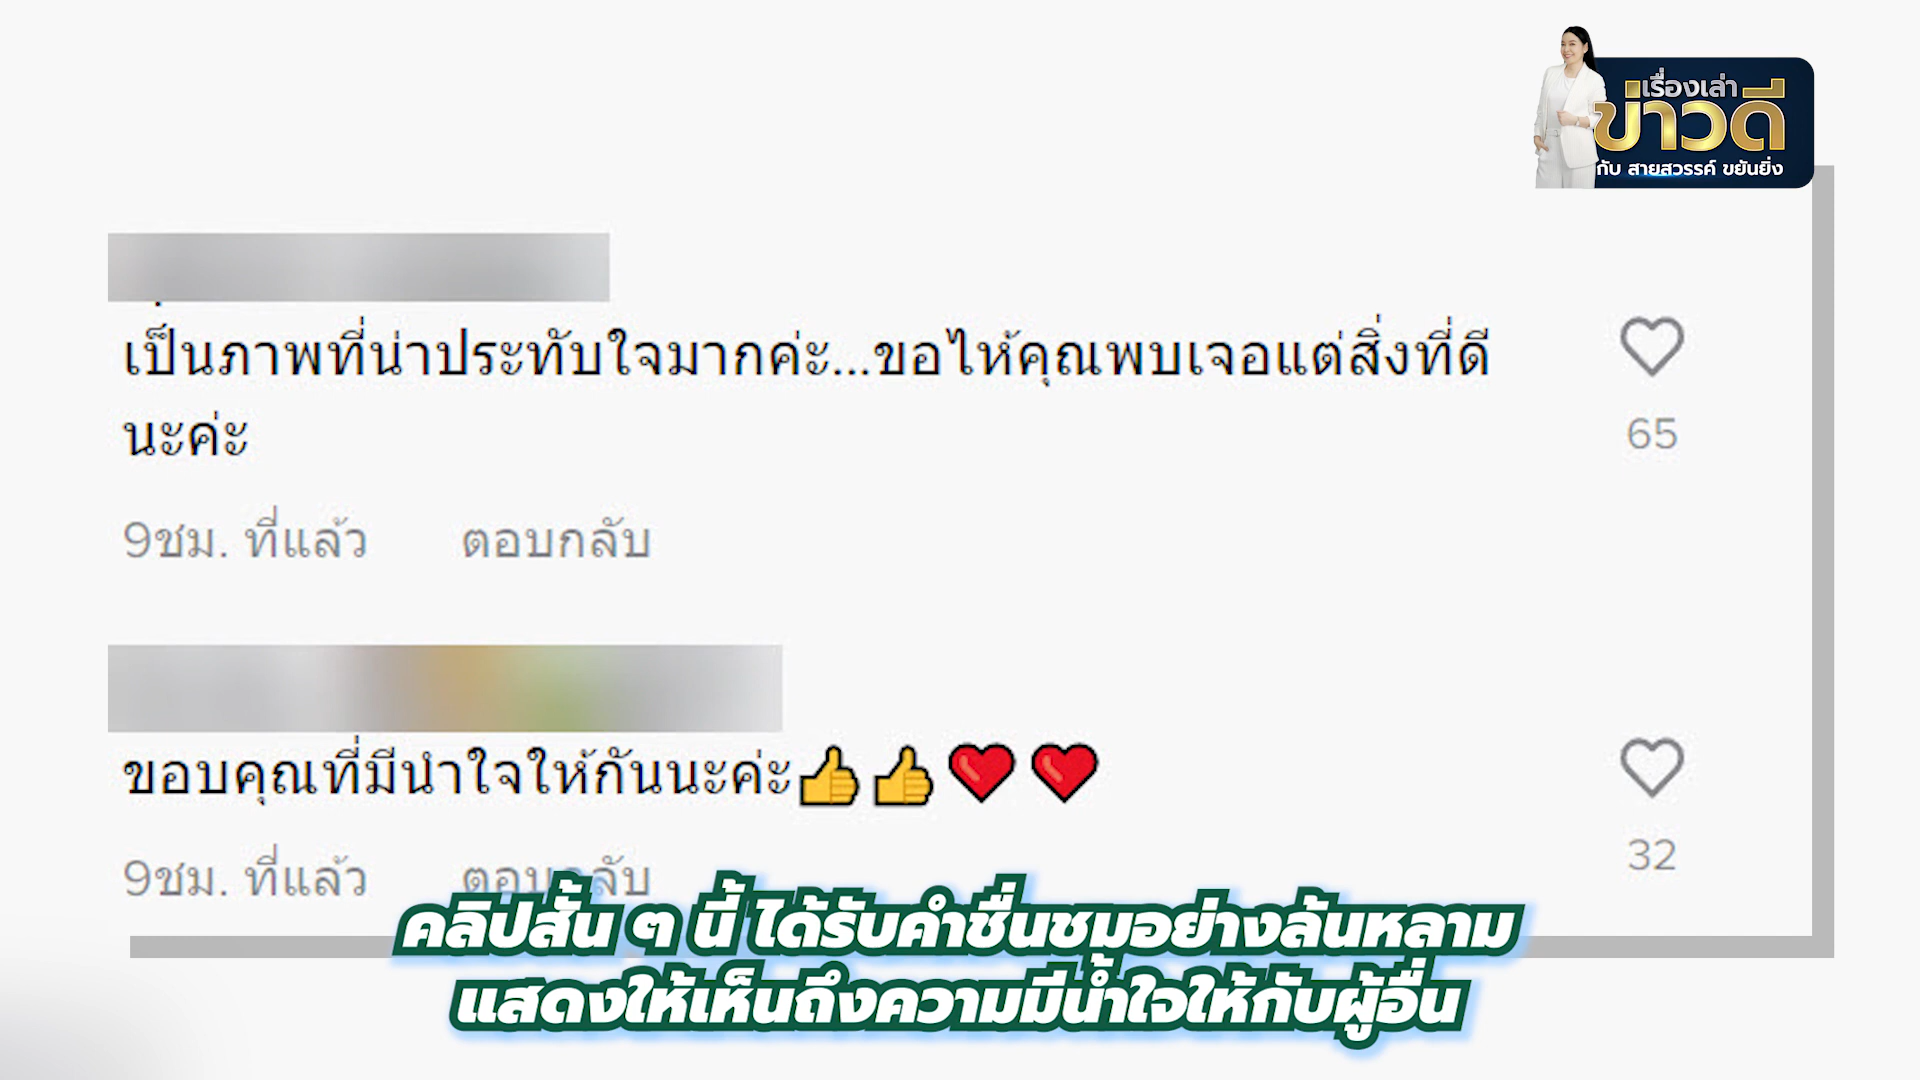 เรื่องเล่า
ข่าวดี
กับ สายสวรรค์ ขยันยิ่ง
เป็นภาพที่น่าประทับใจมากค่ะ...ขอไห้คุณพบเจอแต่สิ่งที่ดี
นะค่ะ
65
9ชม. ที่แล้ว ตอบกลับ
ขอบคุณที่มีนำใจให้กันนะค่ะ👍👍❤️❤️
32
9ชม. ที่แล้ว ตอบกลับ
คลิปสั้น ๆ นี้ ได้รับคำชื่นชมอย่างล้นหลาม
แสดงให้เห็นถึงความมีน้ำใจให้กับผู้อื่น